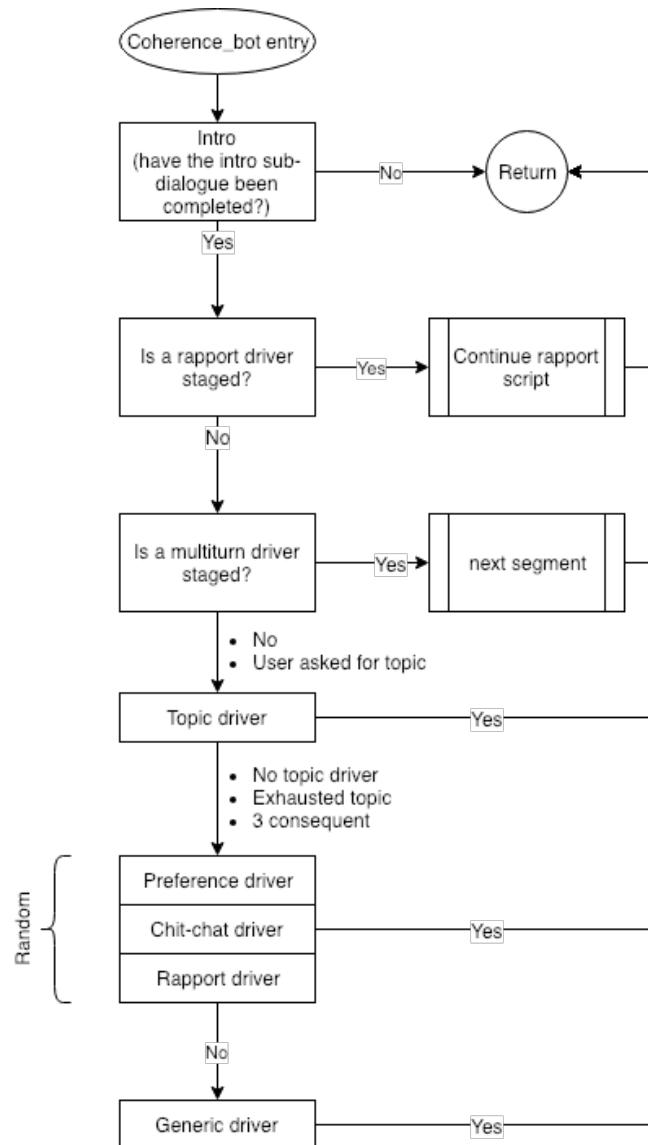 Coherence_bot entry
Intro
(have the intro sub-
dialogue been
completed?)
No
Return
Yes
Is a rapport driver
staged?
Yes
Continue rapport
script
No
Is a multiturn driver
staged?
Yes
next segment
• No
• User asked for topic
Topic driver
Yes
• No topic driver
• Exhausted topic
• 3 consequent
Random
Preference driver
Chit-chat driver
Yes
Rapport driver
No
Generic driver
Yes